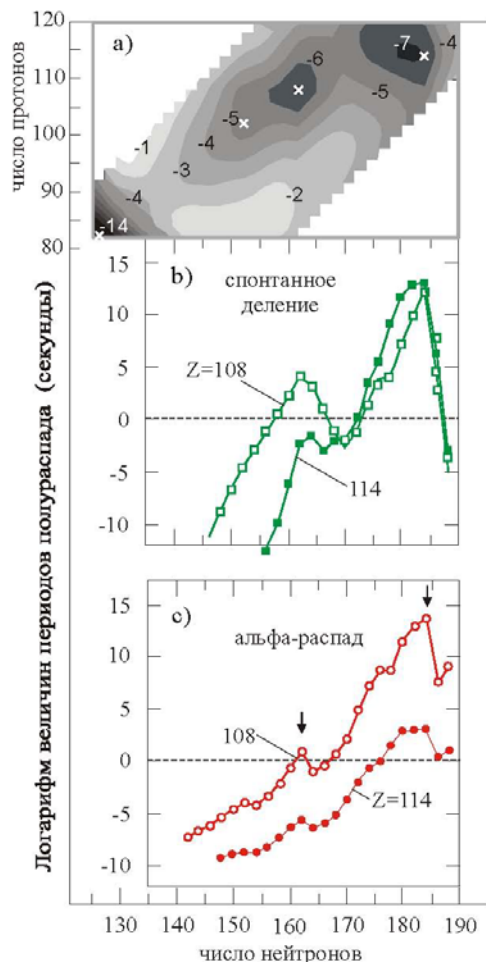 число протонов
120
110
100
90
80
a)
-1
-4
-3
-4
-5
-6
-7
-4
-5
-2
-14
Логарифм величин периодов полураспада (секунды)
b)
спонтанное
деление
15
10
5
0
-5
-10
Z=108
114
c)
альфа-распад
15
10
5
0
-5
-10
108
Z=114
130 140 150 160 170 180 190
число нейтронов